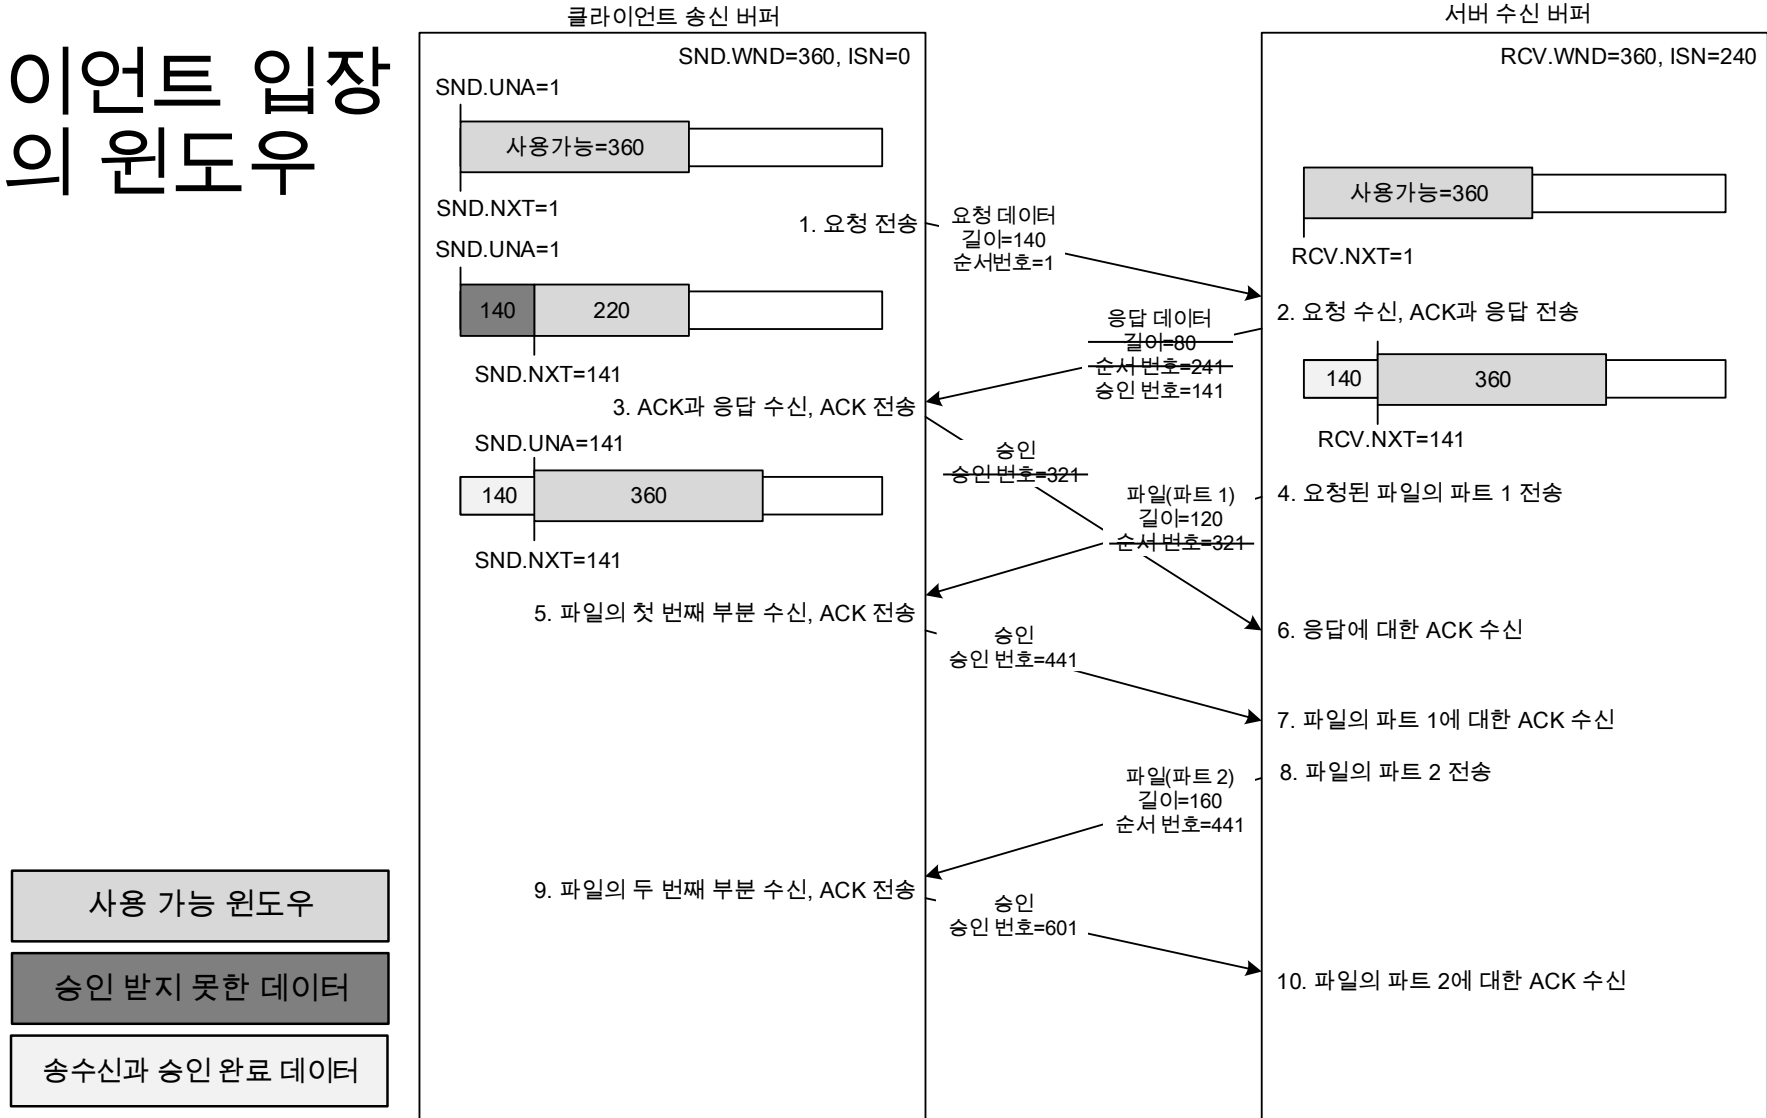 클라이언트 송신 버퍼
서버 수신 버퍼
이언트 입장
의 윈도우
SND.WND=360, ISN=0
RCV.WND=360, ISN=240
SND.UNA=1
사용가능=360
SND.NXT=1
사용가능=360
RCV.NXT=1
1. 요청 전송
요청 데이터
길이=140
순서번호=1
SND.UNA=1
140
220
SND.NXT=141
2. 요청 수신, ACK과 응답 전송
응답 데이터
길이=80
순서 번호=241
승인 번호=141
140
360
RCV.NXT=141
3. ACK과 응답 수신, ACK 전송
SND.UNA=141
140
360
SND.NXT=141
승인
승인 번호=321
4. 요청된 파일의 파트 1 전송
파일(파트 1)
길이=120
순서 번호=321
5. 파일의 첫 번째 부분 수신, ACK 전송
6. 응답에 대한 ACK 수신
승인
승인 번호=441
7. 파일의 파트 1에 대한 ACK 수신
8. 파일의 파트 2 전송
파일(파트 2)
길이=160
순서 번호=441
9. 파일의 두 번째 부분 수신, ACK 전송
승인
승인 번호=601
10. 파일의 파트 2에 대한 ACK 수신
사용 가능 윈도우
승인 받지 못한 데이터
송수신과 승인 완료 데이터